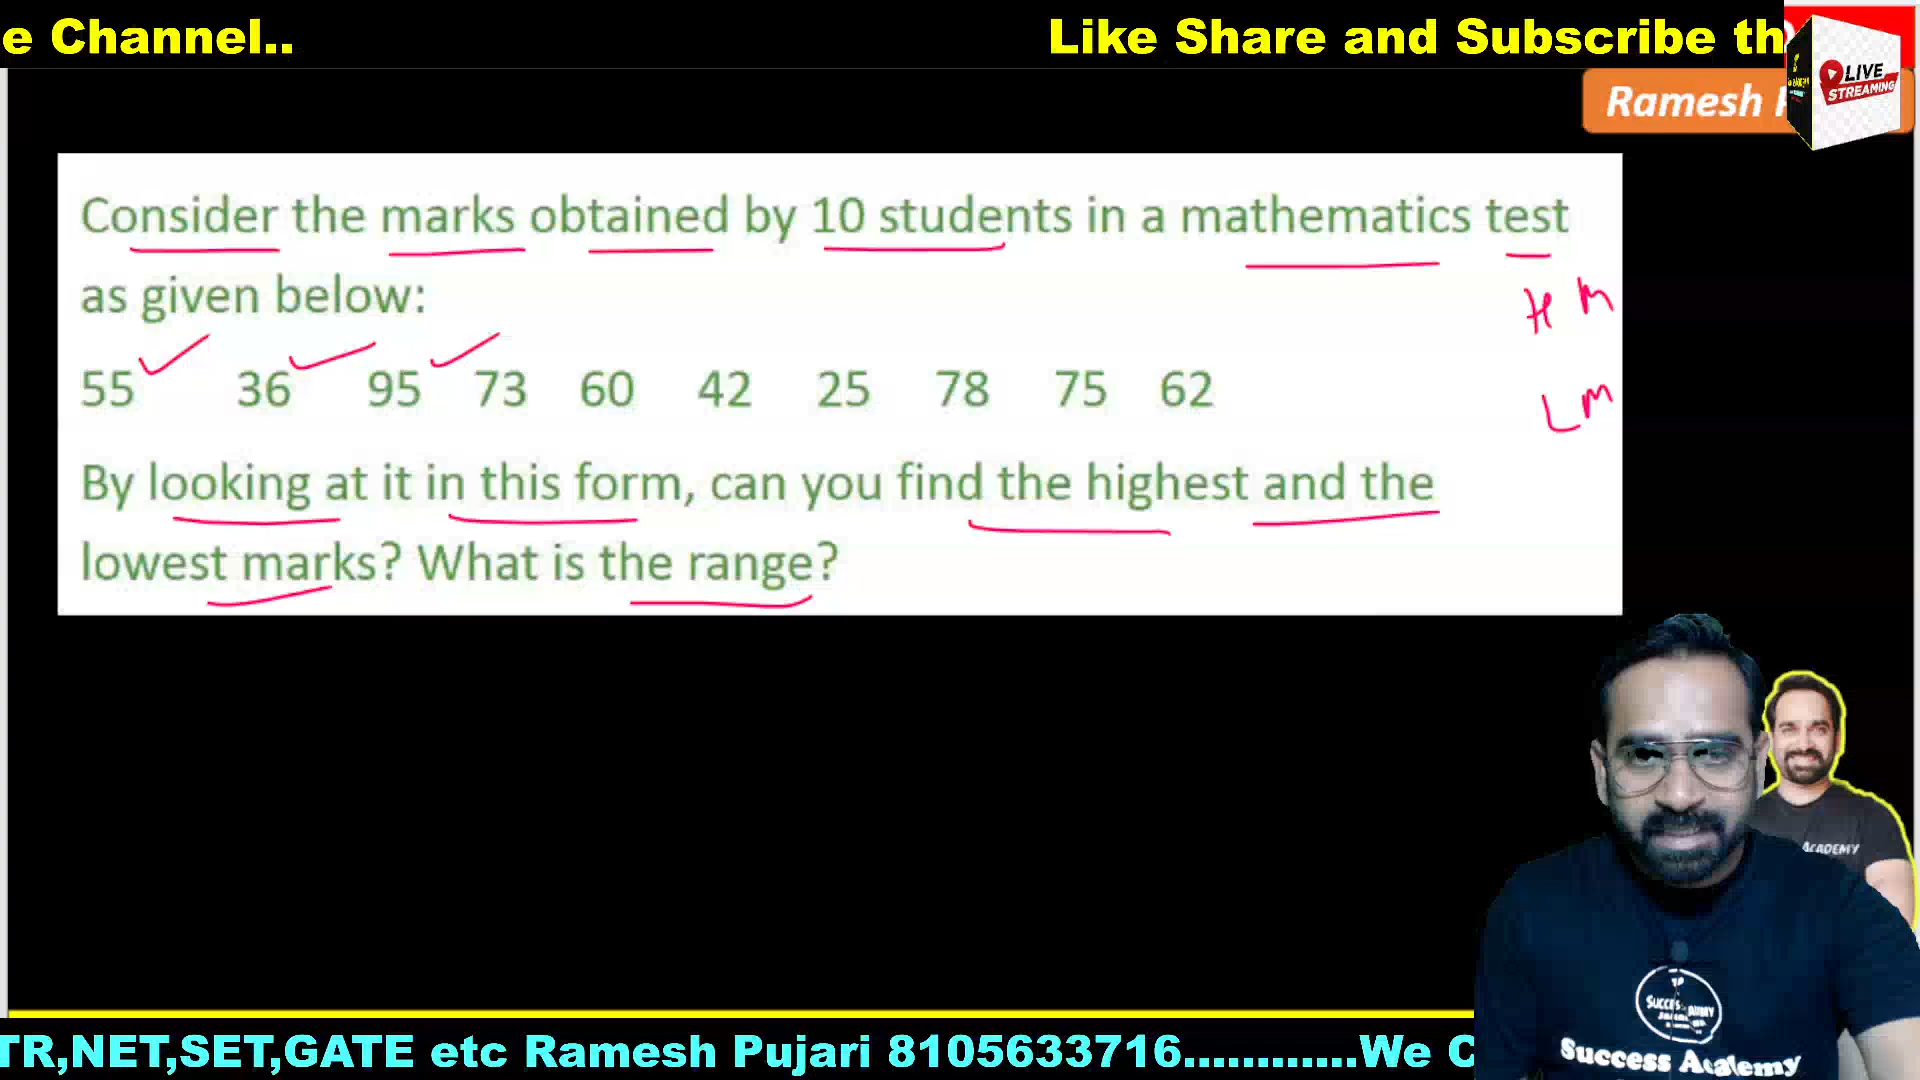 e Channel..
Like Share and Subscribe th
LIVE
STREAMING
Ramesh
Consider the marks obtained by 10 students in a mathematics test
as given below:
H M
55 36 95 73 60 42 25 78 75 62
L M
By looking at it in this form, can you find the highest and the
lowest marks? What is the range?
ACADEMY
Success Academy
TR,NET,SET,GATE etc Ramesh Pujari 8105633716............We C